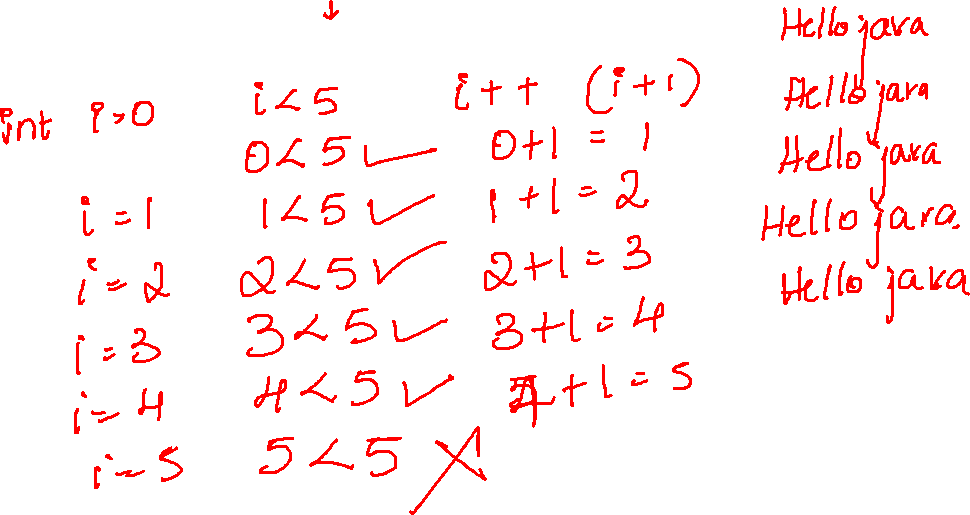 Hello java
int i=0 i<5 i++ (i+1) Hello java
0<5 0+1 = 1 Hello java
i=1 1<5 1+1=2 Hello java.
i=2 2<5 2+1=3 Hello java
i=3 3<5 3+1=4
i=4 4<5 4+1=5
i=5 5<5